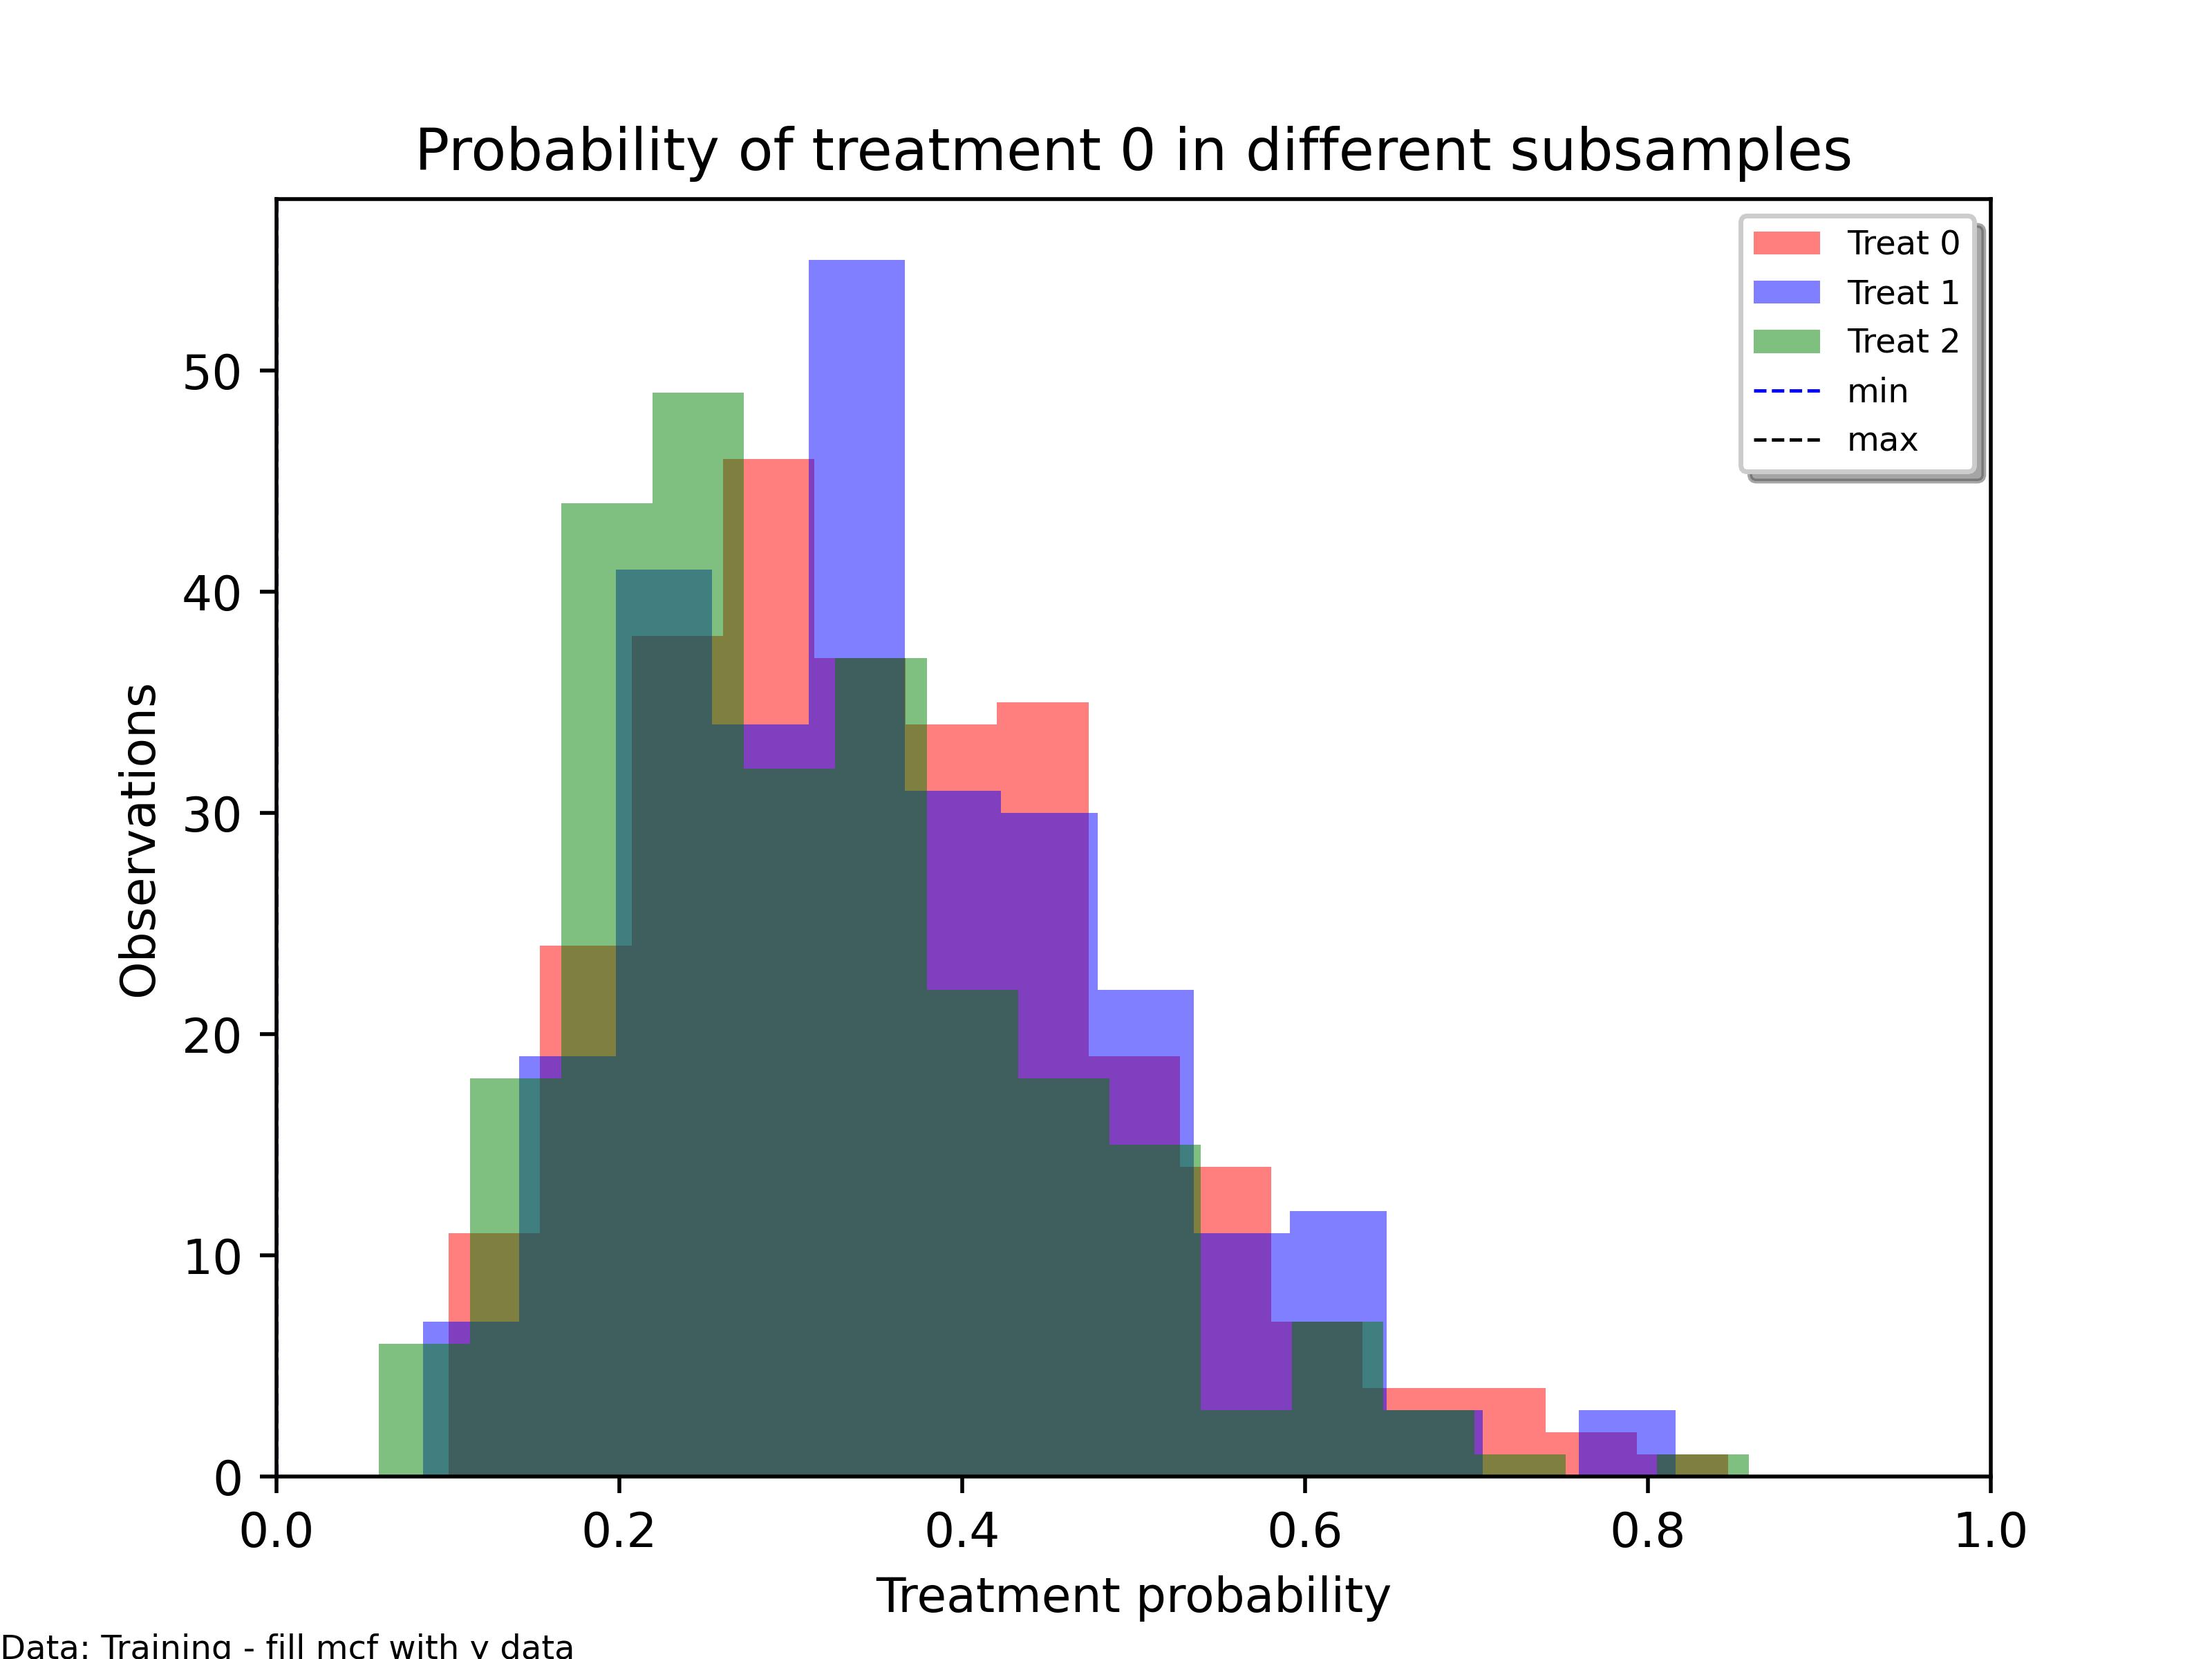 Probability of treatment 0 in different subsamples
Treat 0
Treat 1
Treat 2
min
max
50
40
30
20
10
0
Observations
0.0 0.2 0.4 0.6 0.8 1.0
Treatment probability
Data: Training - fill mcf with y data